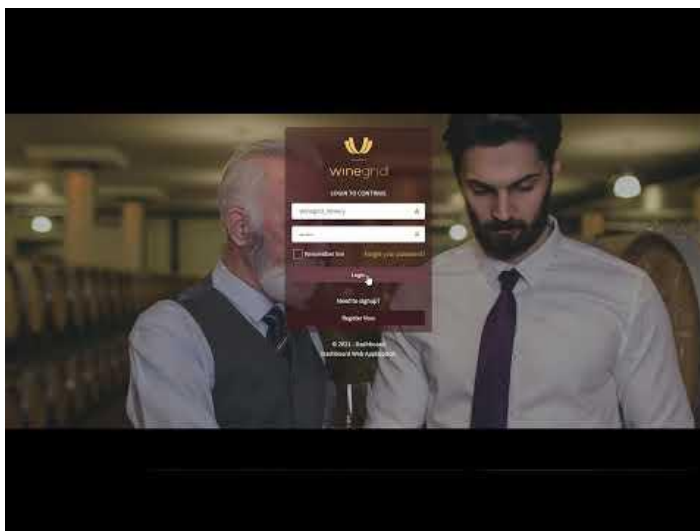 winegrid
LOGIN TO CONTINUE
winegrid_winery
Remember me
Forgot your password?
Login
Need to signup?
Register Now
© 2021 - Dashboard
Dashboard Web Application